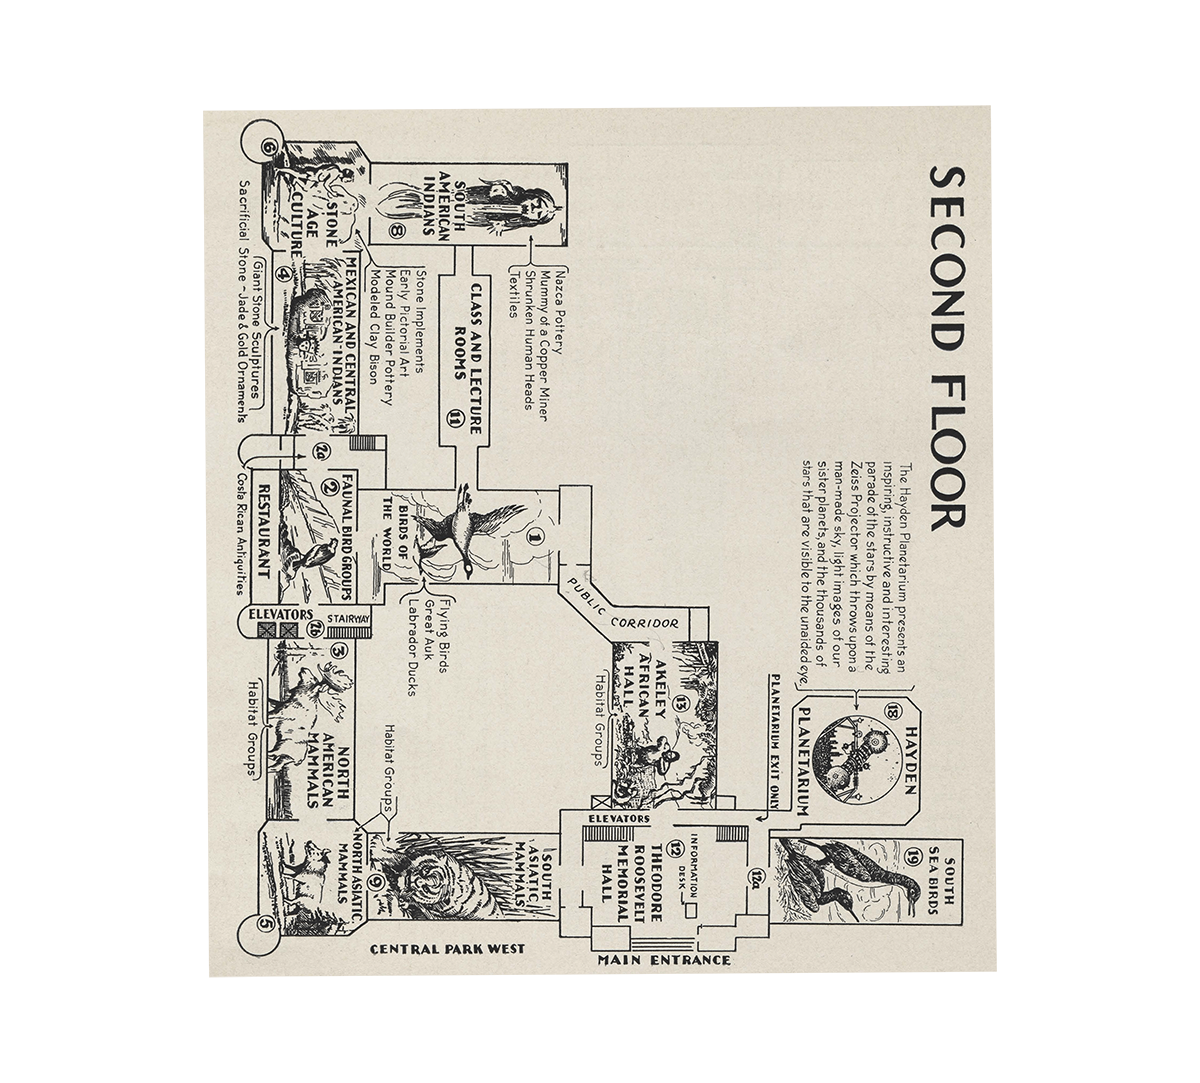 SECOND FLOOR
The Hayden Planetarium presents an
inspiring, instructive and interesting
parade of the stars by means of the
Zeiss Projector which throws upon a
man-made sky, light images of our
sister planets, and the thousands of
stars that are visible to the unaided eye.
18
HAYDEN
PLANETARIUM
PLANETARIUM EXIT ONLY
SOUTH
SEA BIRDS
19
12a
INFORMATION
DESK
12
THEODORE
ROOSEVELT
MEMORIAL
HALL
ELEVATORS
MAIN ENTRANCE
CENTRAL PARK WEST
13
AKELEY
AFRICAN
HALL
Habitat Groups
PUBLIC CORRIDOR
1
BIRDS OF
THE WORLD
Flying Birds
Great Auk
Labrador Ducks
SOUTH
ASIATIC
MAMMALS
9
Habitat Groups
NORTH ASIATIC
MAMMALS
5
NORTH
AMERICAN
MAMMALS
3
Habitat Groups
STAIRWAY
2b
ELEVATORS
FAUNAL BIRD GROUPS
2
RESTAURANT
2a
Costa Rican Antiquities
CLASS AND LECTURE
ROOMS
11
Nazca Pottery
Mummy of a Copper Miner
Shrunken Human Heads
Textiles
SOUTH
AMERICAN
INDIANS
8
Stone Implements
Early Pictorial Art
Mound Builder Pottery
Modeled Clay Bison
STONE
AGE
CULTURE
6
MEXICAN AND CENTRAL
AMERICAN INDIANS
4
Giant Stone Sculptures
Sacrificial Stone ~ Jade & Gold Ornaments